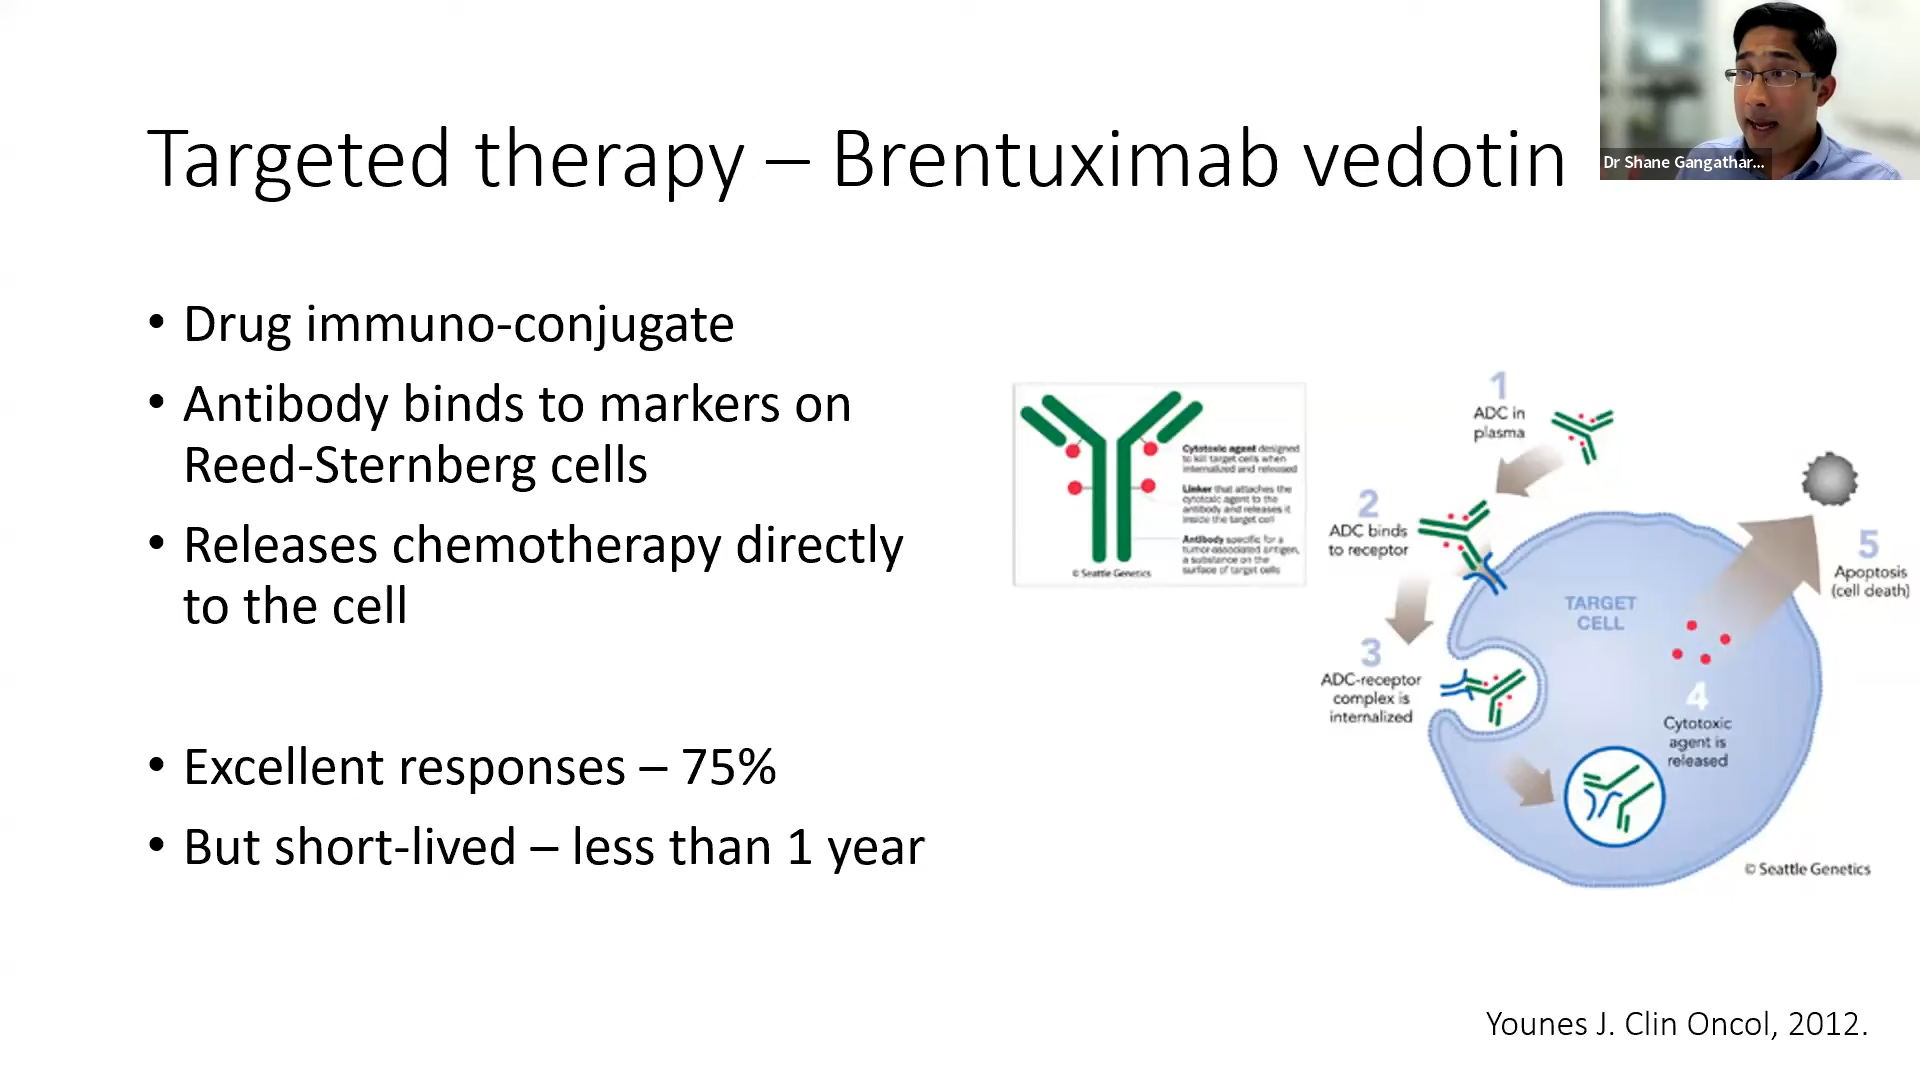 Dr Shane Gangathar...
Targeted therapy – Brentuximab vedotin
• Drug immuno-conjugate
• Antibody binds to markers on
Reed-Sternberg cells
• Releases chemotherapy directly
to the cell
• Excellent responses – 75%
• But short-lived – less than 1 year
Cytotoxic agent designed
to kill target cells when
internalized and released
Linker that attaches the
cytotoxic agent to the
antibody and releases it
inside the target cell
Antibody specific for a
tumor-associated antigen,
a substance on the
surface of target cells
© Seattle Genetics
1
ADC in
plasma
2
ADC binds
to receptor
3
ADC-receptor
complex is
internalized
TARGET
CELL
4
Cytotoxic
agent is
released
5
Apoptosis
(cell death)
© Seattle Genetics
Younes J. Clin Oncol, 2012.